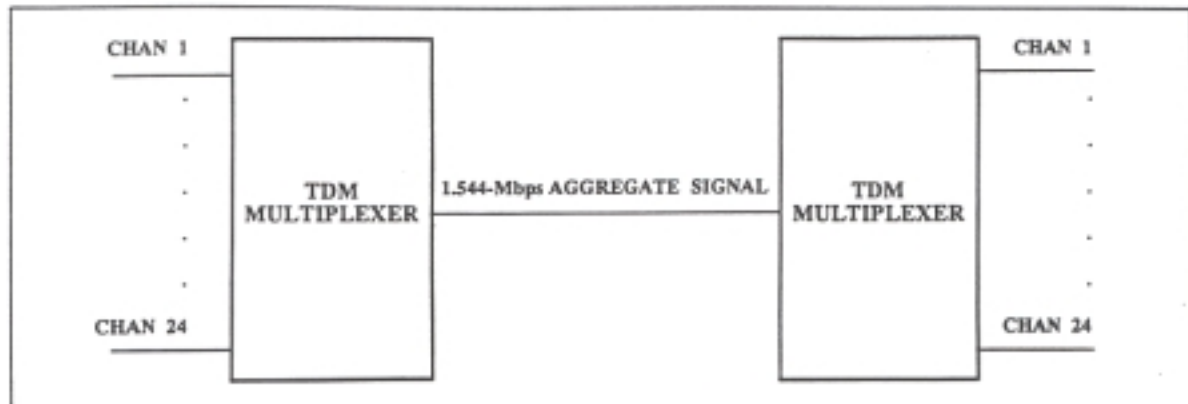 CHAN 1
CHAN 1
TDM
MULTIPLEXER
1.544-Mbps AGGREGATE SIGNAL
TDM
MULTIPLEXER
CHAN 24
CHAN 24